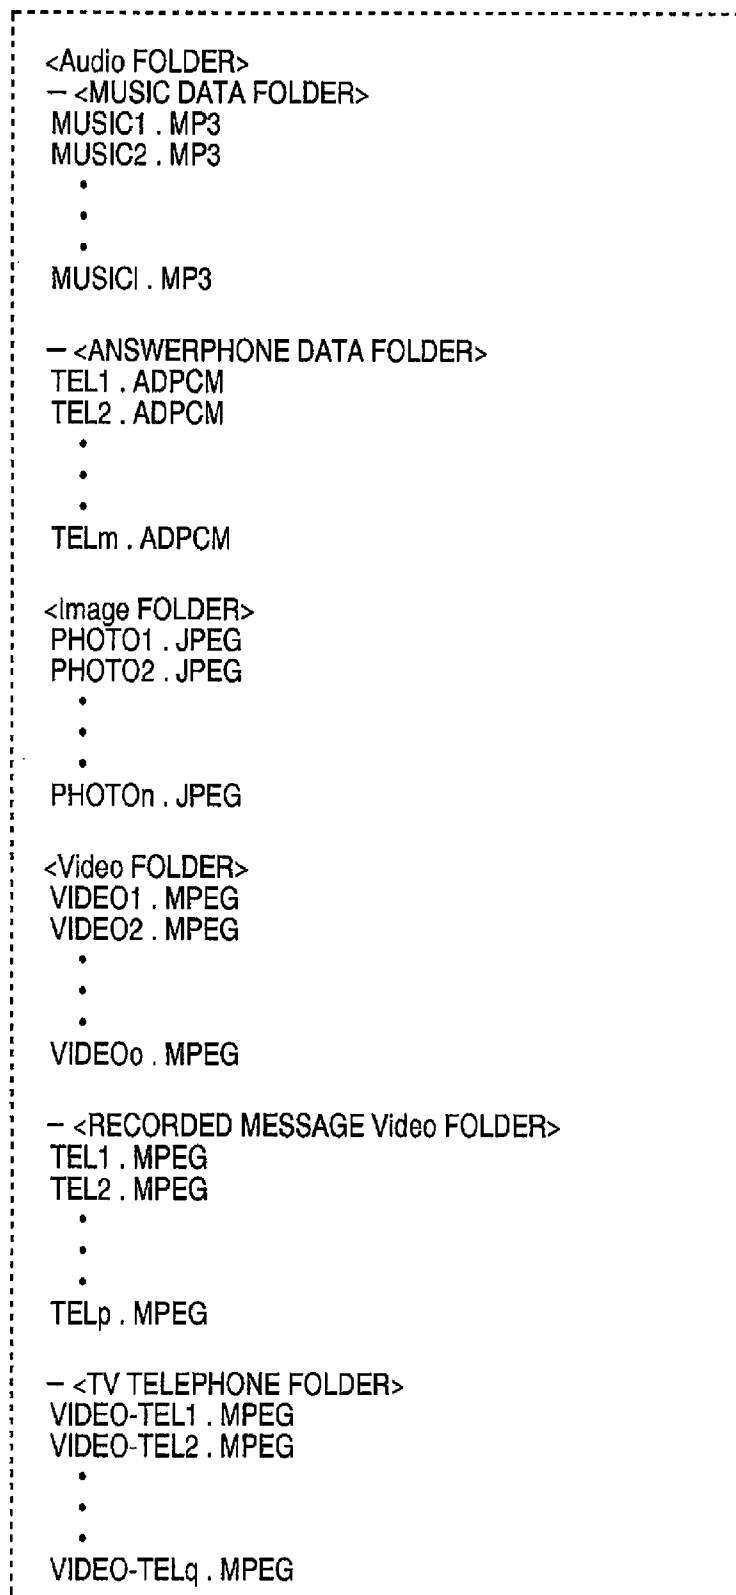 <Audio FOLDER>
– <MUSIC DATA FOLDER>
MUSIC1 . MP3
MUSIC2 . MP3
•
•
•
MUSICl . MP3
– <ANSWERPHONE DATA FOLDER>
TEL1 . ADPCM
TEL2 . ADPCM
•
•
•
TELm . ADPCM
<Image FOLDER>
PHOTO1 . JPEG
PHOTO2 . JPEG
•
•
•
PHOTOn . JPEG
<Video FOLDER>
VIDEO1 . MPEG
VIDEO2 . MPEG
•
•
•
VIDEOo . MPEG
– <RECORDED MESSAGE Video FOLDER>
TEL1 . MPEG
TEL2 . MPEG
•
•
•
TELp . MPEG
– <TV TELEPHONE FOLDER>
VIDEO-TEL1 . MPEG
VIDEO-TEL2 . MPEG
•
•
•
VIDEO-TELq . MPEG